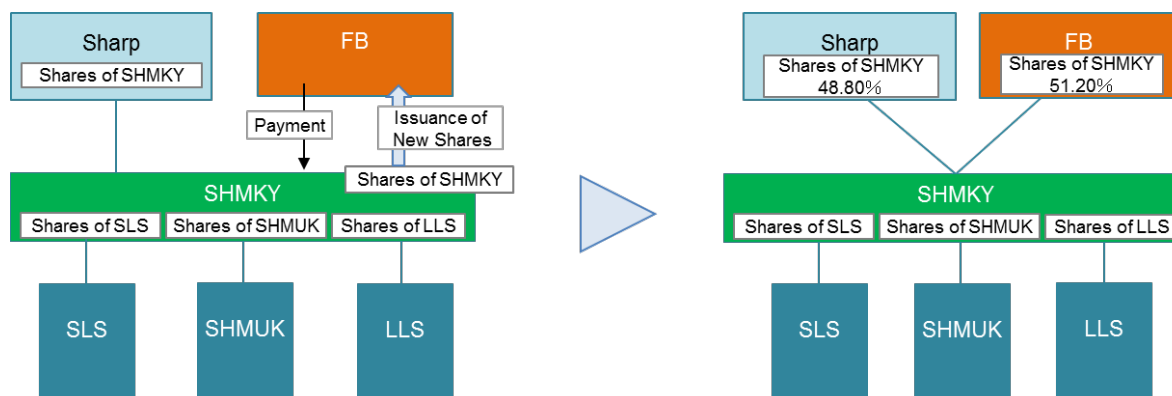 Sharp
Shares of SHMKY
FB
Payment
Issuance of
New Shares
Shares of SHMKY
SHMKY
Shares of SLS
Shares of SHMUK
Shares of LLS
SLS
SHMUK
LLS
Sharp
Shares of SHMKY
48.80%
FB
Shares of SHMKY
51.20%
SHMKY
Shares of SLS
Shares of SHMUK
Shares of LLS
SLS
SHMUK
LLS